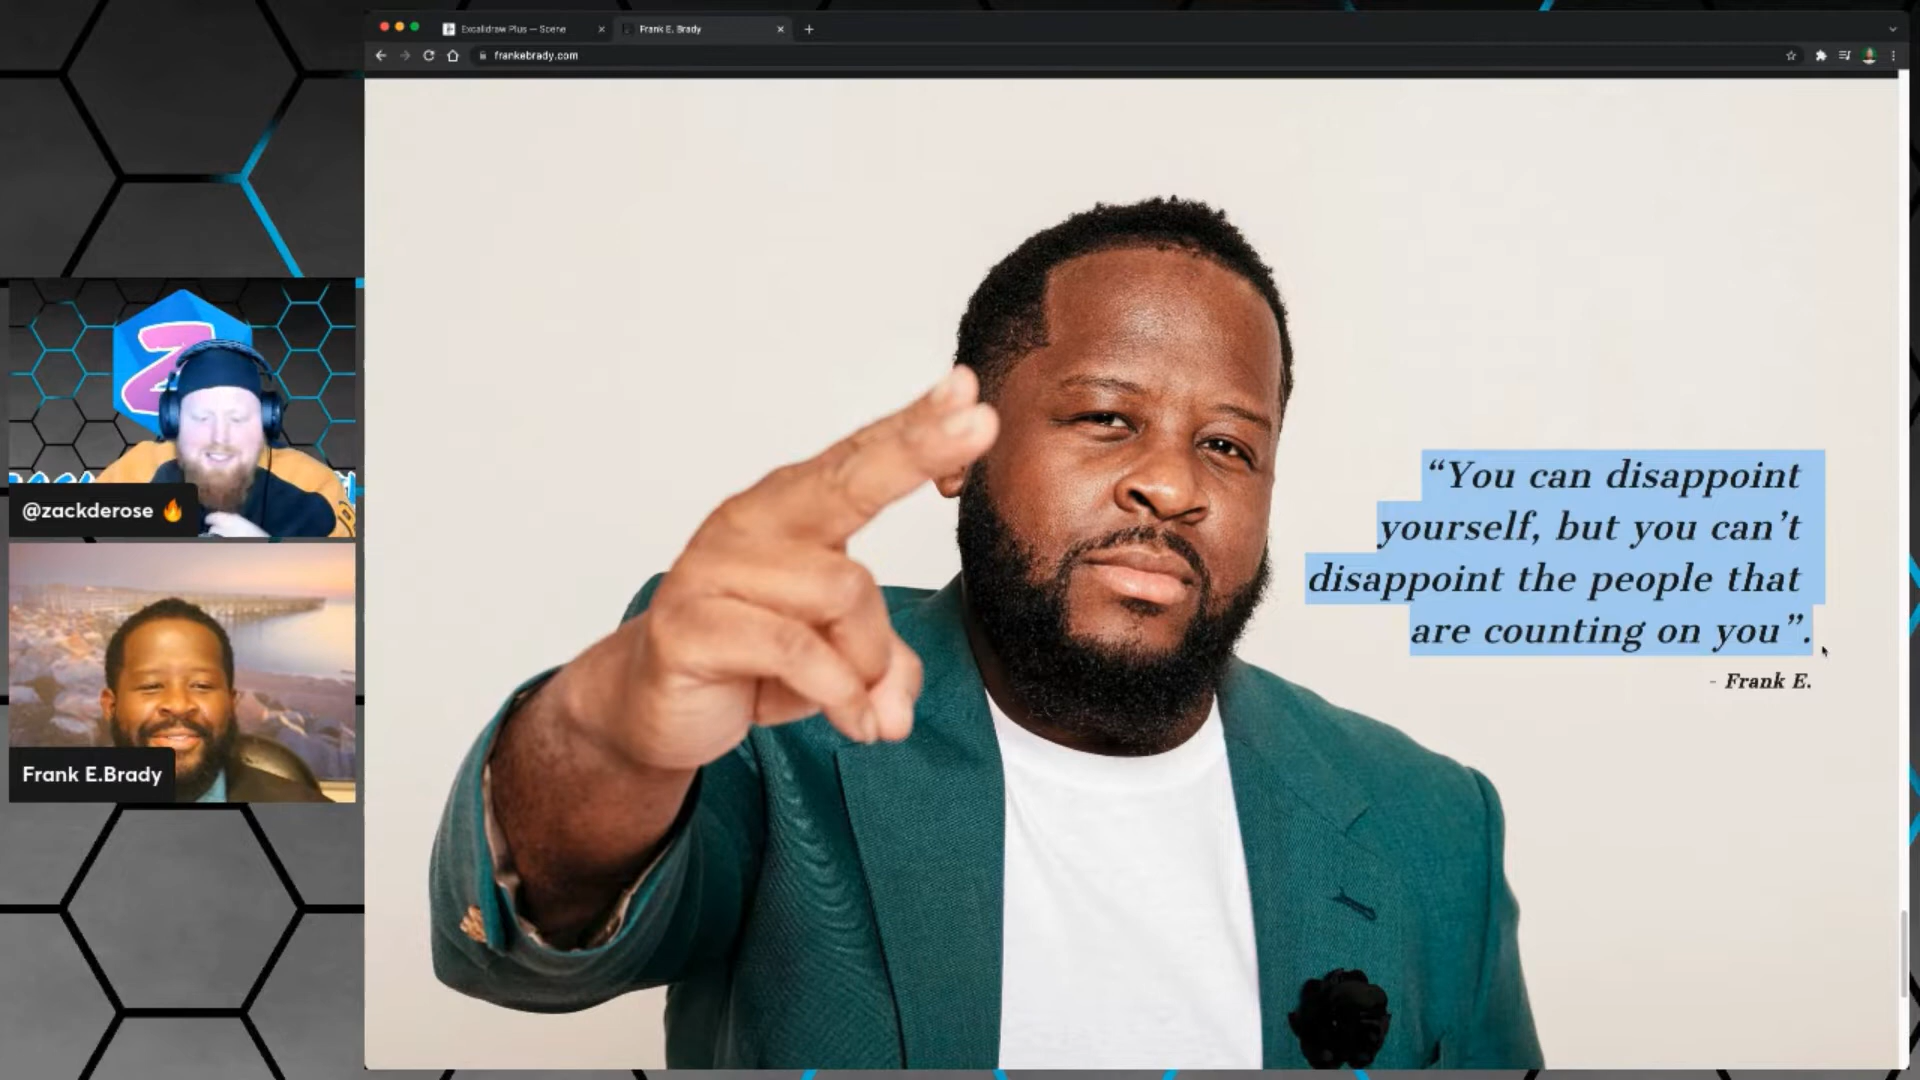 Excalidraw Plus — Scene
Frank E. Brady
frankebrady.com
Z
@zackderose 🔥
Frank E.Brady
“You can disappoint
yourself, but you can’t
disappoint the people that
are counting on you”.
- Frank E.